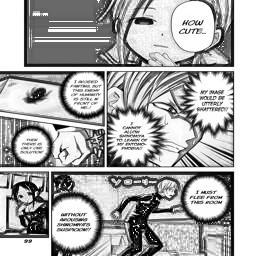 HOW
CUTE...
I AVOIDED
FAINTING, BUT
THIS ENEMY
OF HUMANITY
IS STILL IN
FRONT OF
ME...!
MY IMAGE
WOULD BE
UTTERLY
SHATTERED!!
I
CANNOT
ALLOW
SHIROMIYA
TO LEARN OF
MY ENTOMO-
PHOBIA!!
THEN
THERE IS
ONLY ONE
SOLUTION!
I MUST
FLEE FROM
THIS ROOM
WITHOUT
AROUSING
SHIROMIYA'S
SUSPICION!!
99